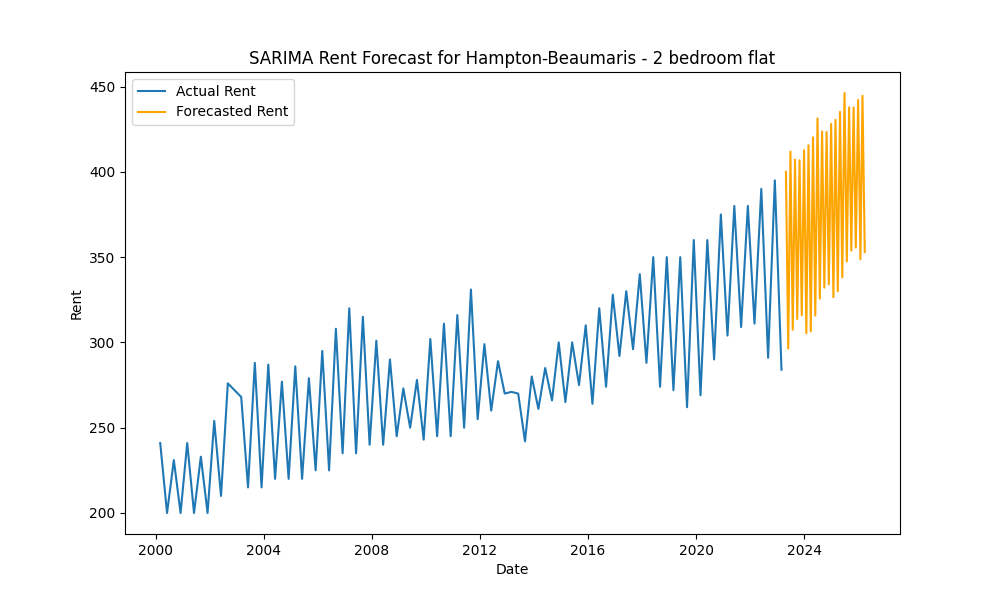 SARIMA Rent Forecast for Hampton-Beaumaris - 2 bedroom flat
Actual Rent
Forecasted Rent
450
400
350
300
250
200
Rent
2000 2004 2008 2012 2016 2020 2024
Date